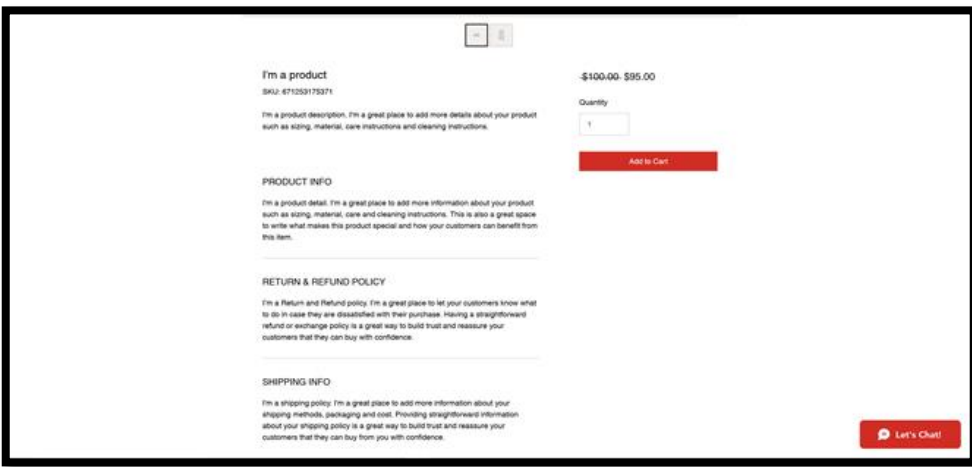 I'm a product
SKU: 671253175371
I'm a product description. I'm a great place to add more details about your product
such as sizing, material, care instructions and cleaning instructions.
PRODUCT INFO
I'm a product detail. I'm a great place to add more information about your product
such as sizing, material, care and cleaning instructions. This is also a great space
to write what makes this product special and how your customers can benefit from
this item.
RETURN & REFUND POLICY
I'm a Return and Refund policy. I'm a great place to let your customers know what
to do in case they are dissatisfied with their purchase. Having a straightforward
refund or exchange policy is a great way to build trust and reassure your
customers that they can buy with confidence.
SHIPPING INFO
I'm a shipping policy. I'm a great place to add more information about your
shipping methods, packaging and cost. Providing straightforward information
about your shipping policy is a great way to build trust and reassure your
customers that they can buy from you with confidence.
$100.00 $95.00
Quantity
1
Add to Cart
Let's Chat!